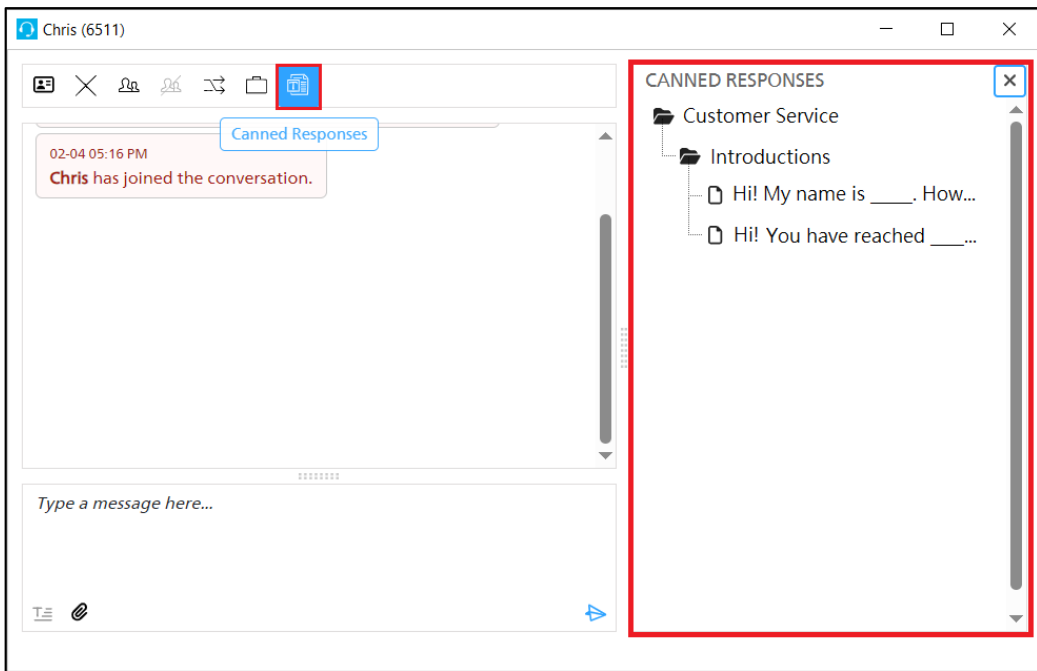 Chris (6511)
Canned Responses
02-04 05:16 PM
Chris has joined the conversation.
Type a message here...
CANNED RESPONSES
Customer Service
Introductions
Hi! My name is ____. How...
Hi! You have reached ___...